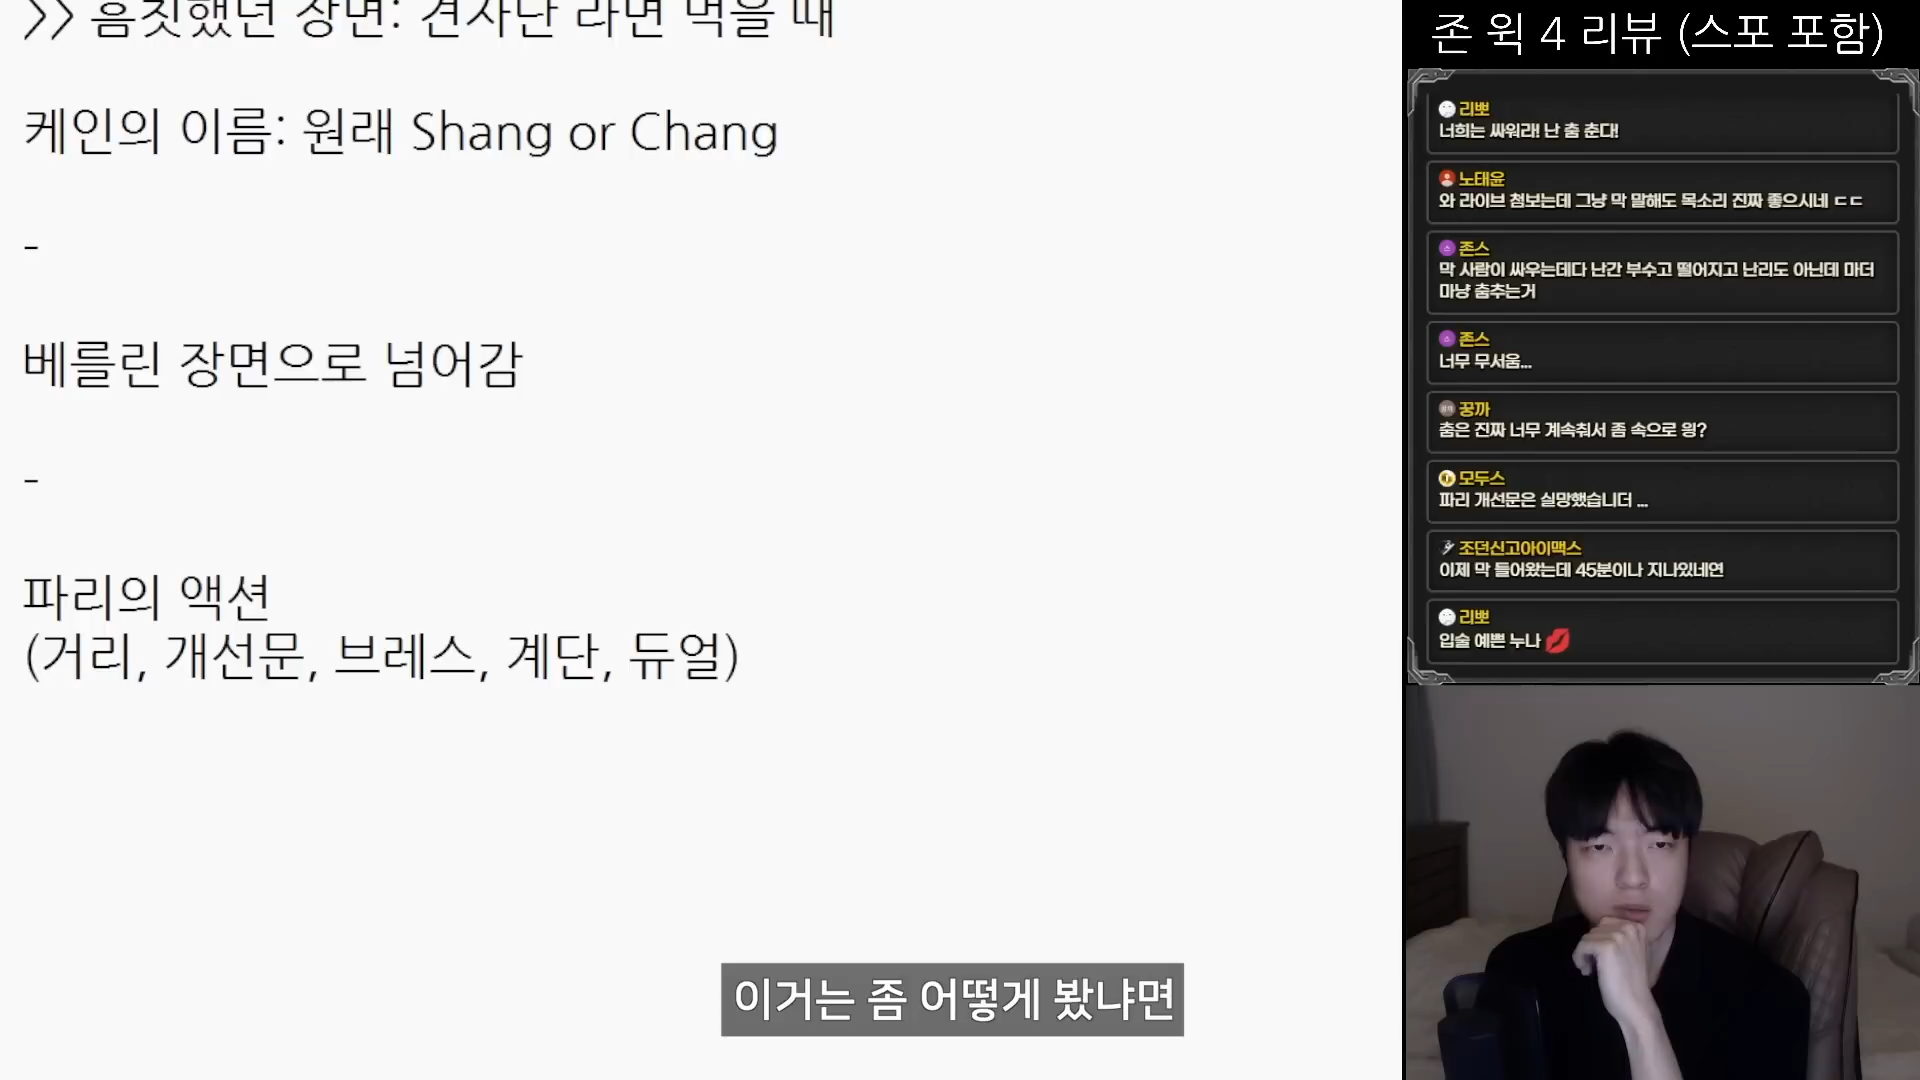 >> 흠칫했던 장면: 견자단 라면 먹을 때
케인의 이름: 원래 Shang or Chang
-
베를린 장면으로 넘어감
-
파리의 액션
(거리, 개선문, 브레스, 계단, 듀얼)
이거는 좀 어떻게 봤냐면
존 윅 4 리뷰 (스포 포함)
리뽀
너희는 싸워라! 난 춤 춘다!
노태윤
와 라이브 첨보는데 그냥 막 말해도 목소리 진짜 좋으시네 ㄷㄷ
존스
막 사람이 싸우는데다 난간 부수고 떨어지고 난리도 아닌데 마더
마냥 춤추는거
존스
너무 무서움...
꿍까
춤은 진짜 너무 계속춰서 좀 속으로 잉?
모두스
파리 개선문은 실망했습니더 ...
조던신고아이맥스
이제 막 들어왔는데 45분이나 지나있네연
리뽀
입술 예쁜 누나